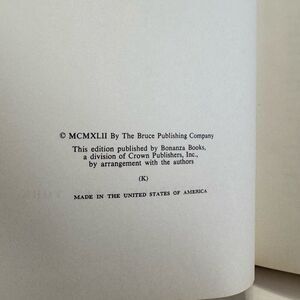 © MCMXLII By The Bruce Publishing Company
This edition published by Bonanza Books,
a division of Crown Publishers, Inc.,
by arrangement with the authors
(K)
MADE IN THE UNITED STATES OF AMERICA